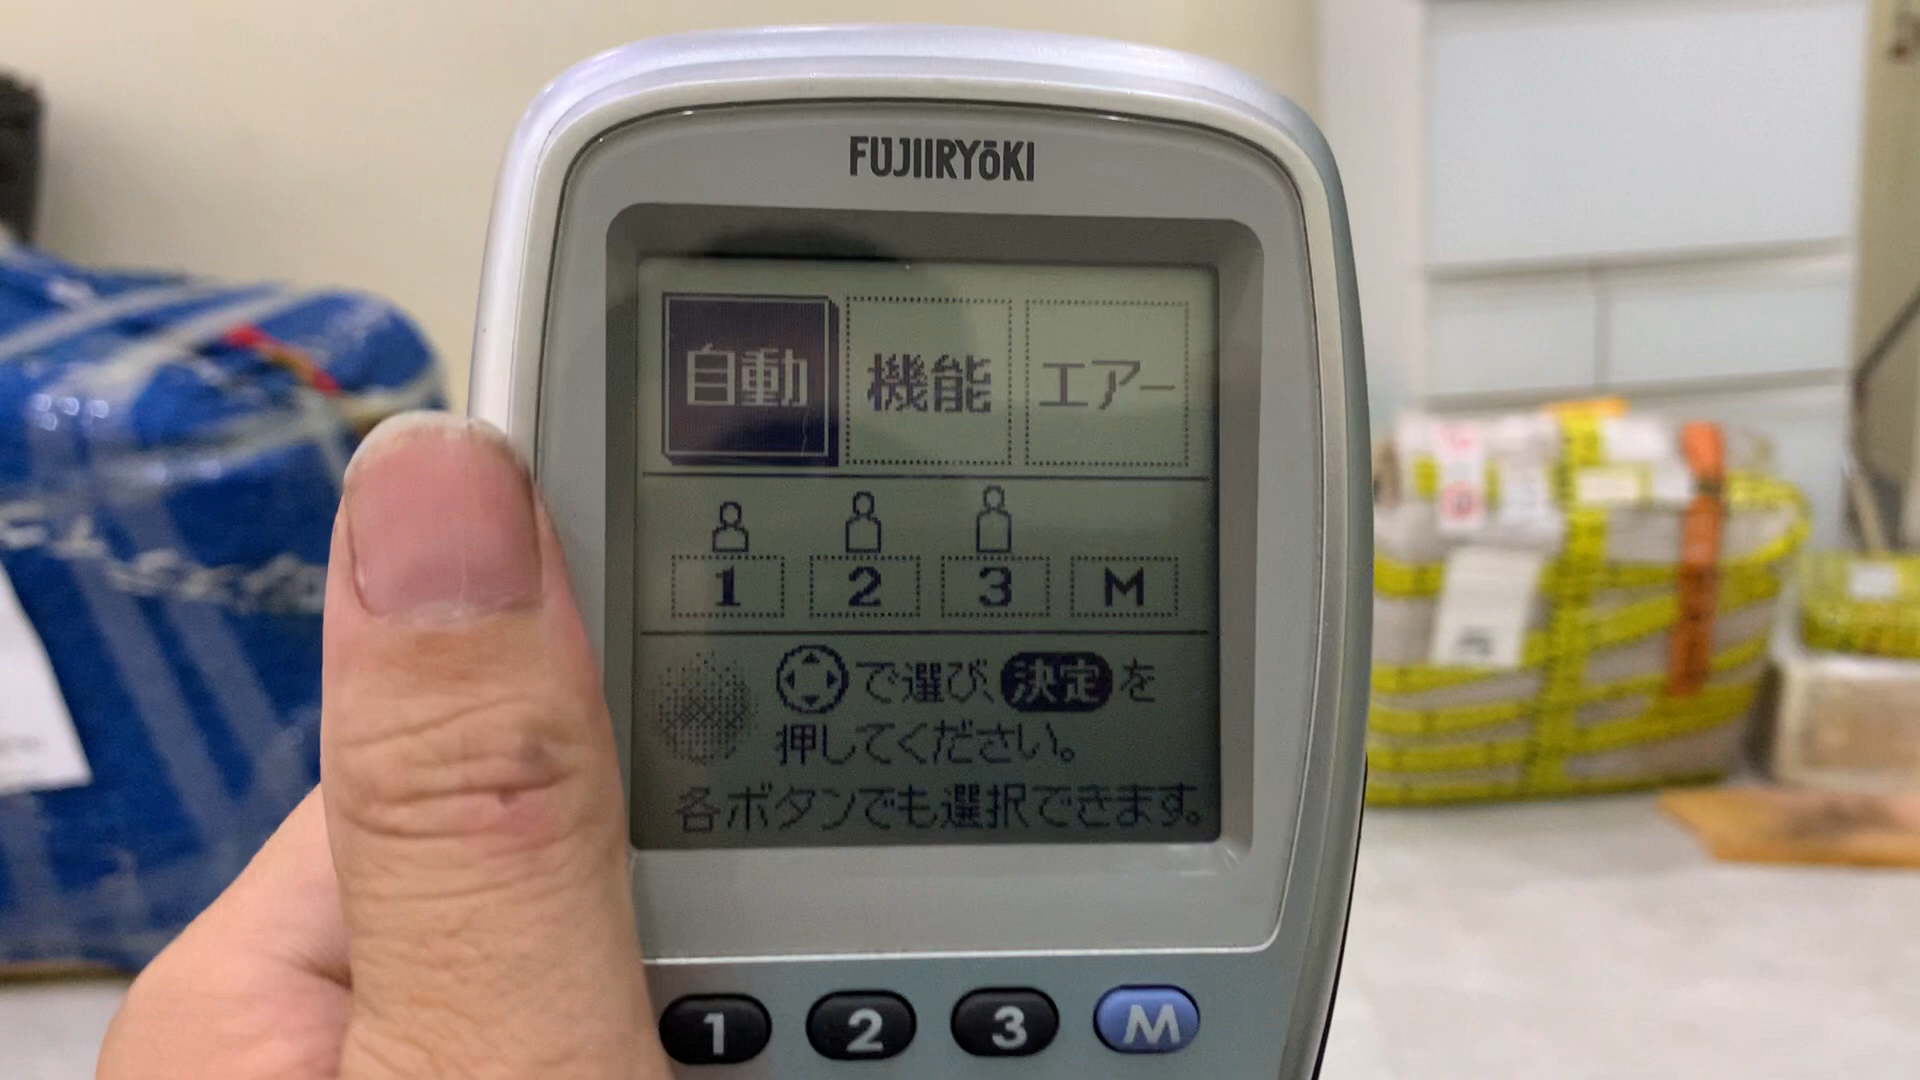 FUJIIRYōKI
自動 機能 エアー
1 2 3 M
で選び、決定を
押してください。
各ボタンでも選択できます。
1 2 3 M